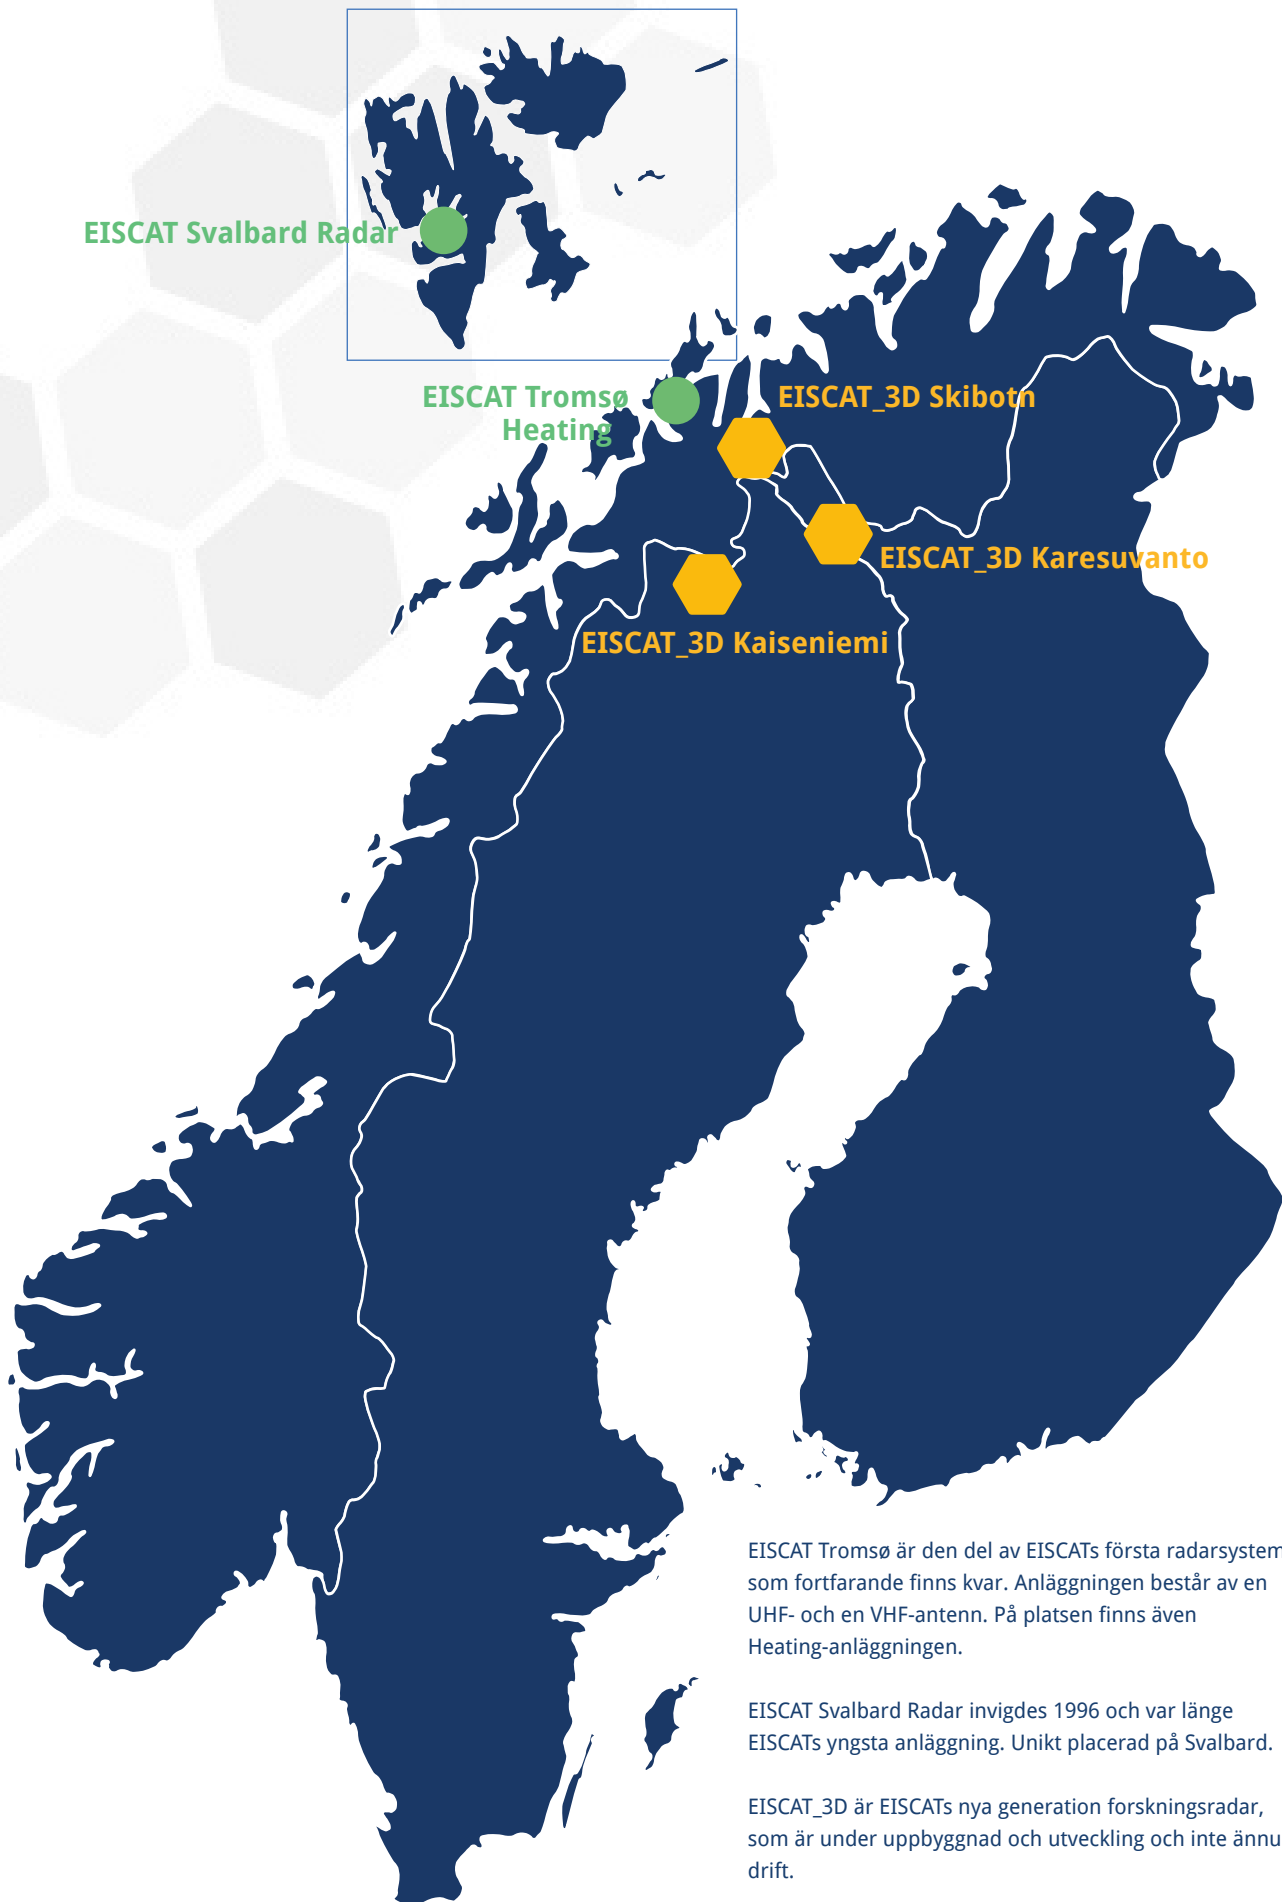 EISCAT Svalbard Radar
EISCAT Tromsø
Heating
EISCAT_3D Skibotn
EISCAT_3D Karesuvanto
EISCAT_3D Kaiseniemi
EISCAT Tromsø är den del av EISCATs första radarsystem
som fortfarande finns kvar. Anläggningen består av en
UHF- och en VHF-antenn. På platsen finns även
Heating-anläggningen.
EISCAT Svalbard Radar invigdes 1996 och var länge
EISCATs yngsta anläggning. Unikt placerad på Svalbard.
EISCAT_3D är EISCATs nya generation forskningsradar,
som är under uppbyggnad och utveckling och inte ännu
drift.